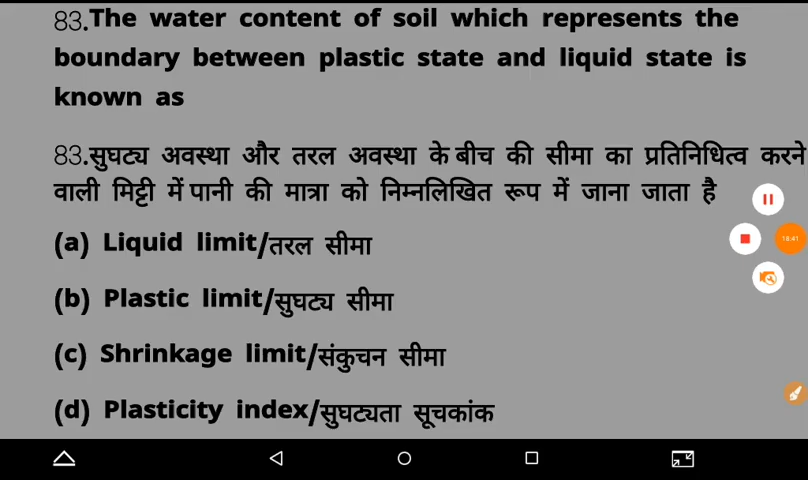 83.The water content of soil which represents the
boundary between plastic state and liquid state is
known as
83.सुघट्य अवस्था और तरल अवस्था के बीच की सीमा का प्रतिनिधित्व करने
वाली मिट्टी में पानी की मात्रा को निम्नलिखित रूप में जाना जाता है
(a) Liquid limit/तरल सीमा
(b) Plastic limit/सुघट्य सीमा
(c) Shrinkage limit/संकुचन सीमा
(d) Plasticity index/सुघट्यता सूचकांक
18:41